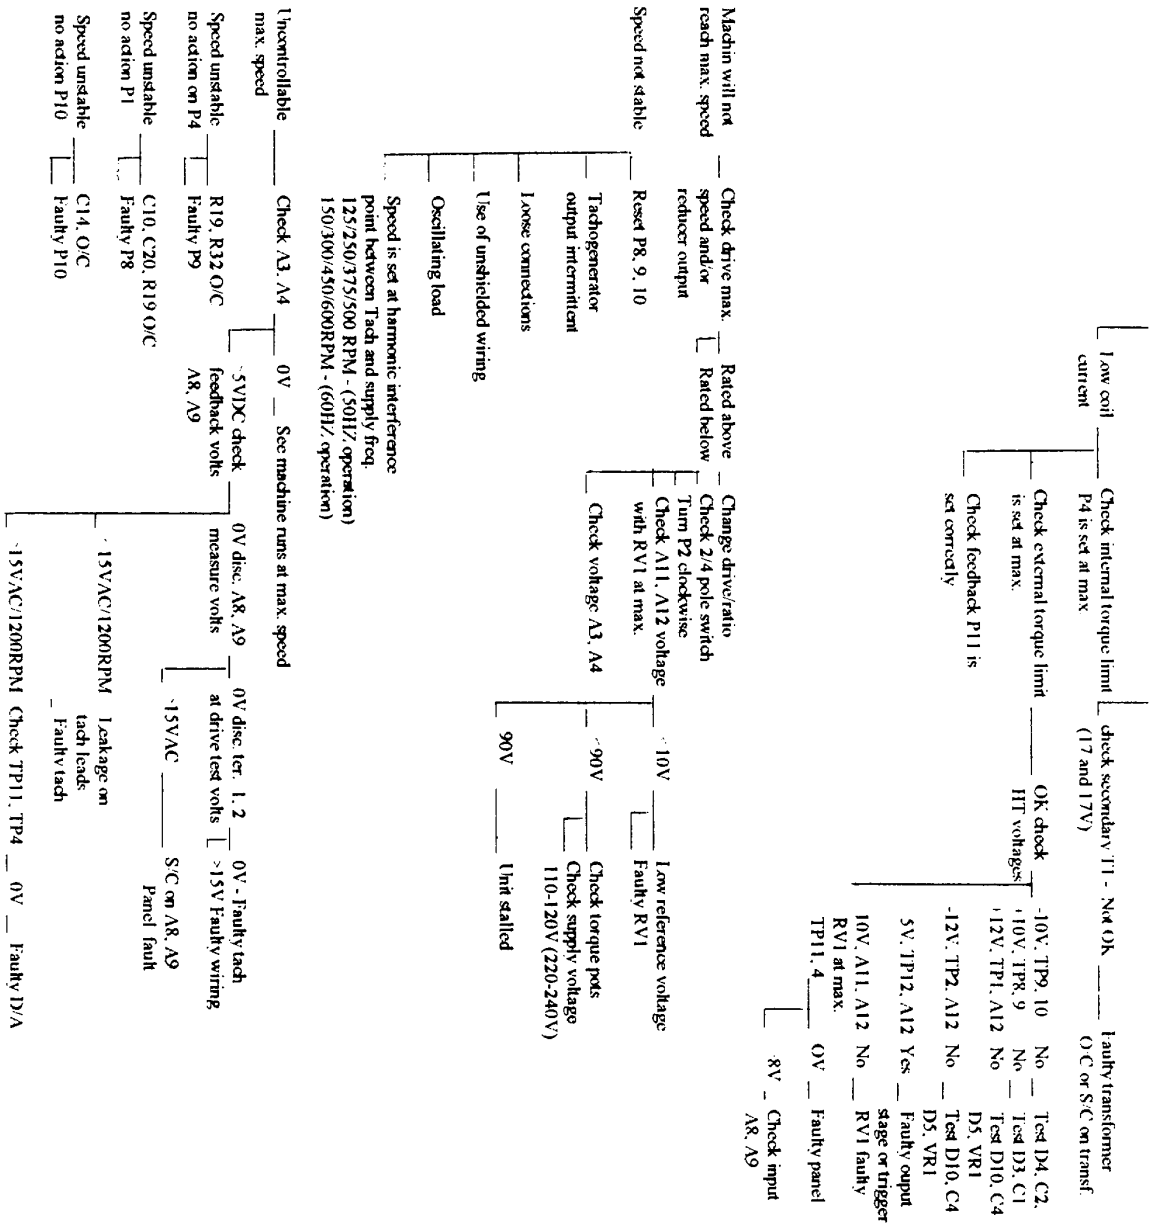 Low coil
current
Check internal torque limit
P4 is set at max
check secondary T1 - Not OK
(17 and 17V)
Faulty transformer
O/C or S/C on transf.
Check external torque limit
is set at max.
OK check
HT voltages
-10V, TP9, 10 No Test D4, C2,
+10V, TP8, 9 No Test D3, C1
+12V, TP1, A12 No Test D10, C4
D5, VR1
-12V, TP2, A12 No Test D10, C4
D5, VR1
5V, TP12, A12 Yes Faulty ouput
stage or trigger
10V, A11, A12 No RV1 faulty
RV1 at max.
TP11, 4 OV Faulty panel
8V Check input
A8, A9
Check feedback P11 is
set correctly
Machin will not
reach max. speed
Check drive max.
speed and/or
reducer output
Rated above
Rated below
Change drive/ratio
Check 2/4 pole switch
Turn P2 clockwise
Check A11, A12 voltage
with RV1 at max.
10V
Low reference voltage
Faulty RV1
Check voltage A3, A4
90V
Check torque pots
Check supply voltage
110-120V (220-240V)
90V
Unit stalled
Speed not stable
Reset P8, 9, 10
Tachogenerator
output intermittent
Loose connections
Use of unshielded wiring
Oscillating load
Speed is set at harmonic interference
point between Tach and supply freq.
125/250/375/500 RPM - (50HZ operation)
150/300/450/600RPM - (60HZ operation)
Uncontrollable
max. speed
Check A3, A4
0V
See machine runs at max. speed
5VDC check
feedback volts
A8, A9
0V disc. A8, A9
measure volts
0V disc. ter. 1, 2
at drive test volts
0V - Faulty tach
>15V Faulty wiring
15VAC
S/C on A8, A9
Panel fault
15VAC/1200RPM Leakage on
tach leads
Faulty tach
15VAC/1200RPM Check TP11, TP4 0V Faulty D/A
Speed unstable
no action on P4
R19, R32 O/C
Faulty P9
Speed unstable
no action P1
C10, C20, R19 O/C
Faulty P8
Speed unstable
no action P10
C14, O/C
Faulty P10